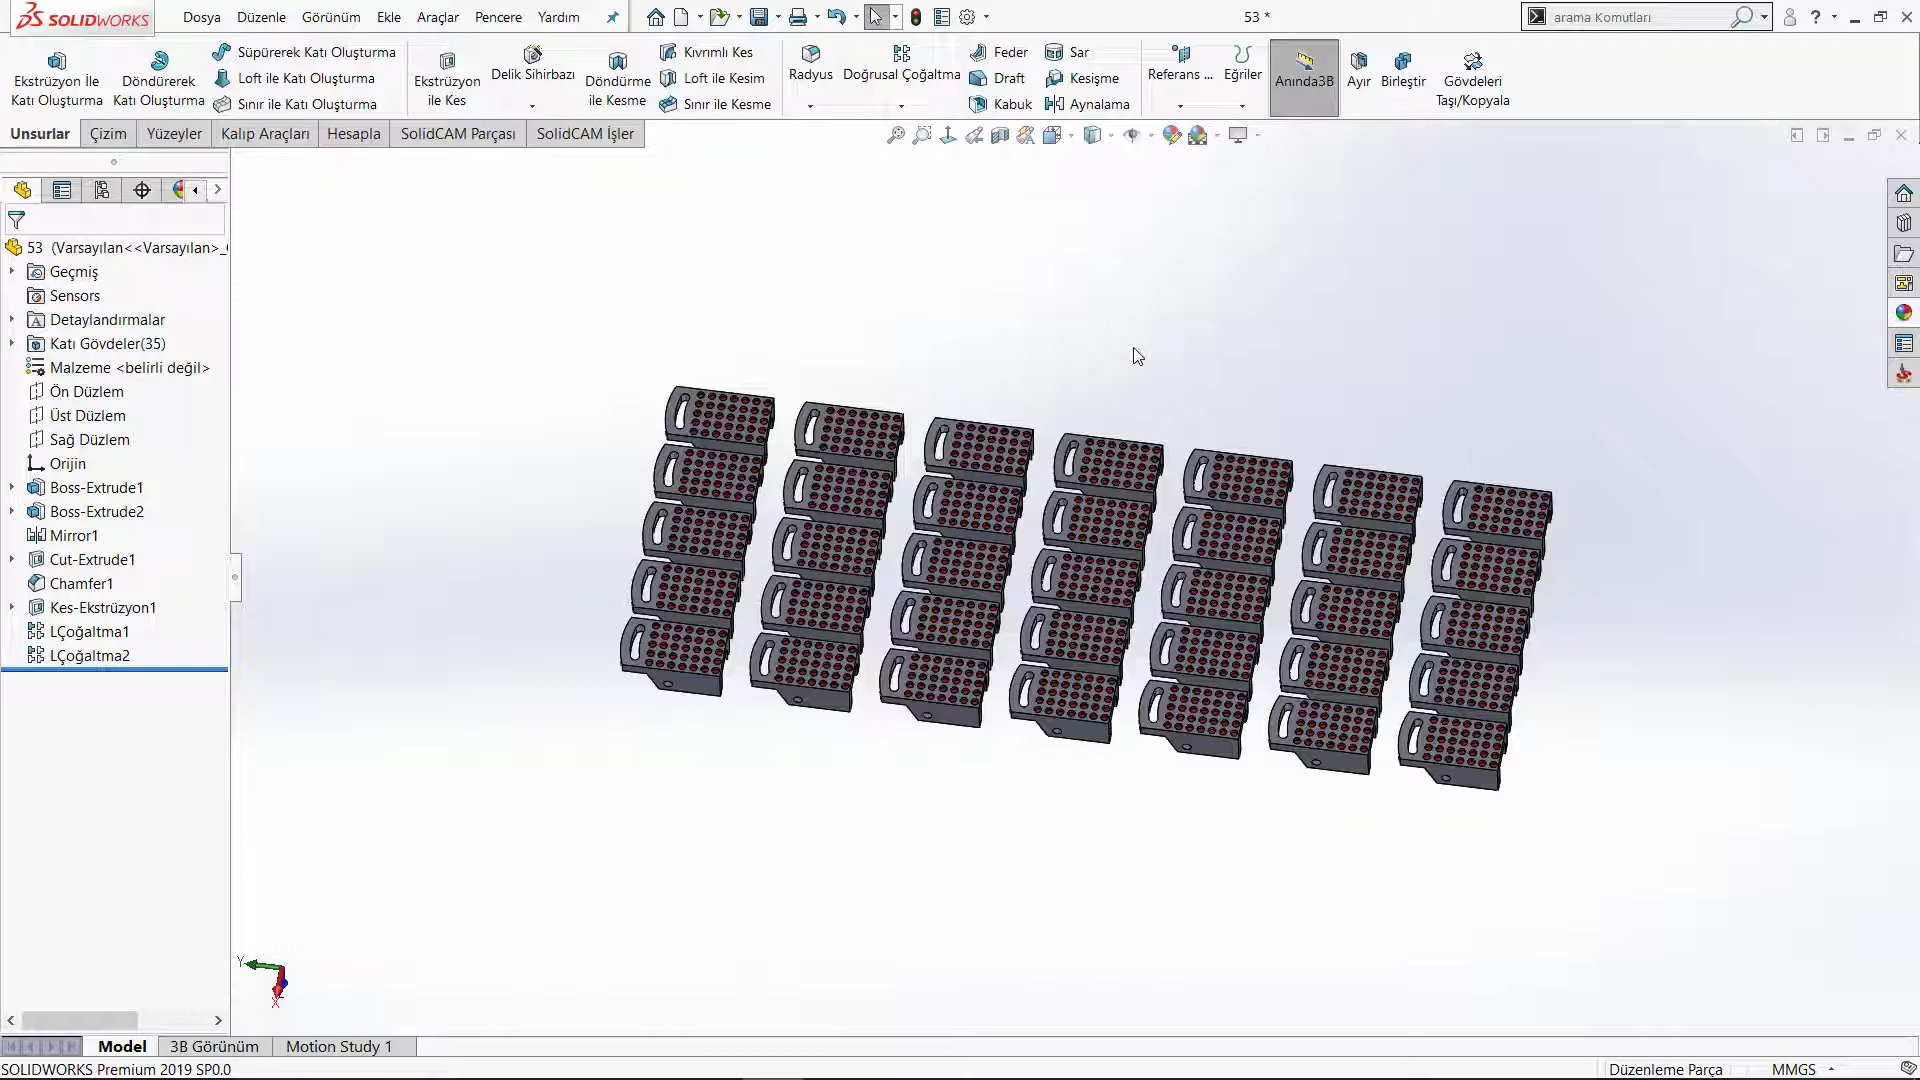 SOLIDWORKS
Dosya Düzenle Görünüm Ekle Araçlar Pencere Yardım
53 *
arama Komutları
Ekstrüzyon İle Katı Oluşturma
Döndürerek Katı Oluşturma
Süpürerek Katı Oluşturma
Loft ile Katı Oluşturma
Sınır ile Katı Oluşturma
Ekstrüzyon ile Kes
Delik Sihirbazı
Döndürme ile Kesme
Kıvrımlı Kes
Loft ile Kesim
Sınır ile Kesme
Radyus
Doğrusal Çoğaltma
Feder
Draft
Kabuk
Sar
Kesişme
Aynalama
Referans ...
Eğriler
Anında3B
Ayır
Birleştir
Gövdeleri Taşı/Kopyala
Unsurlar Çizim Yüzeyler Kalıp Araçları Hesapla SolidCAM Parçası SolidCAM İşler
53 (Varsayılan<<Varsayılan>_
Geçmiş
Sensors
Detaylandırmalar
Katı Gövdeler(35)
Malzeme <belirli değil>
Ön Düzlem
Üst Düzlem
Sağ Düzlem
Orijin
Boss-Extrude1
Boss-Extrude2
Mirror1
Cut-Extrude1
Chamfer1
Kes-Ekstrüzyon1
LÇoğaltma1
LÇoğaltma2
Y
X
Model 3B Görünüm Motion Study 1
SOLIDWORKS Premium 2019 SP0.0
Düzenleme Parça MMGS